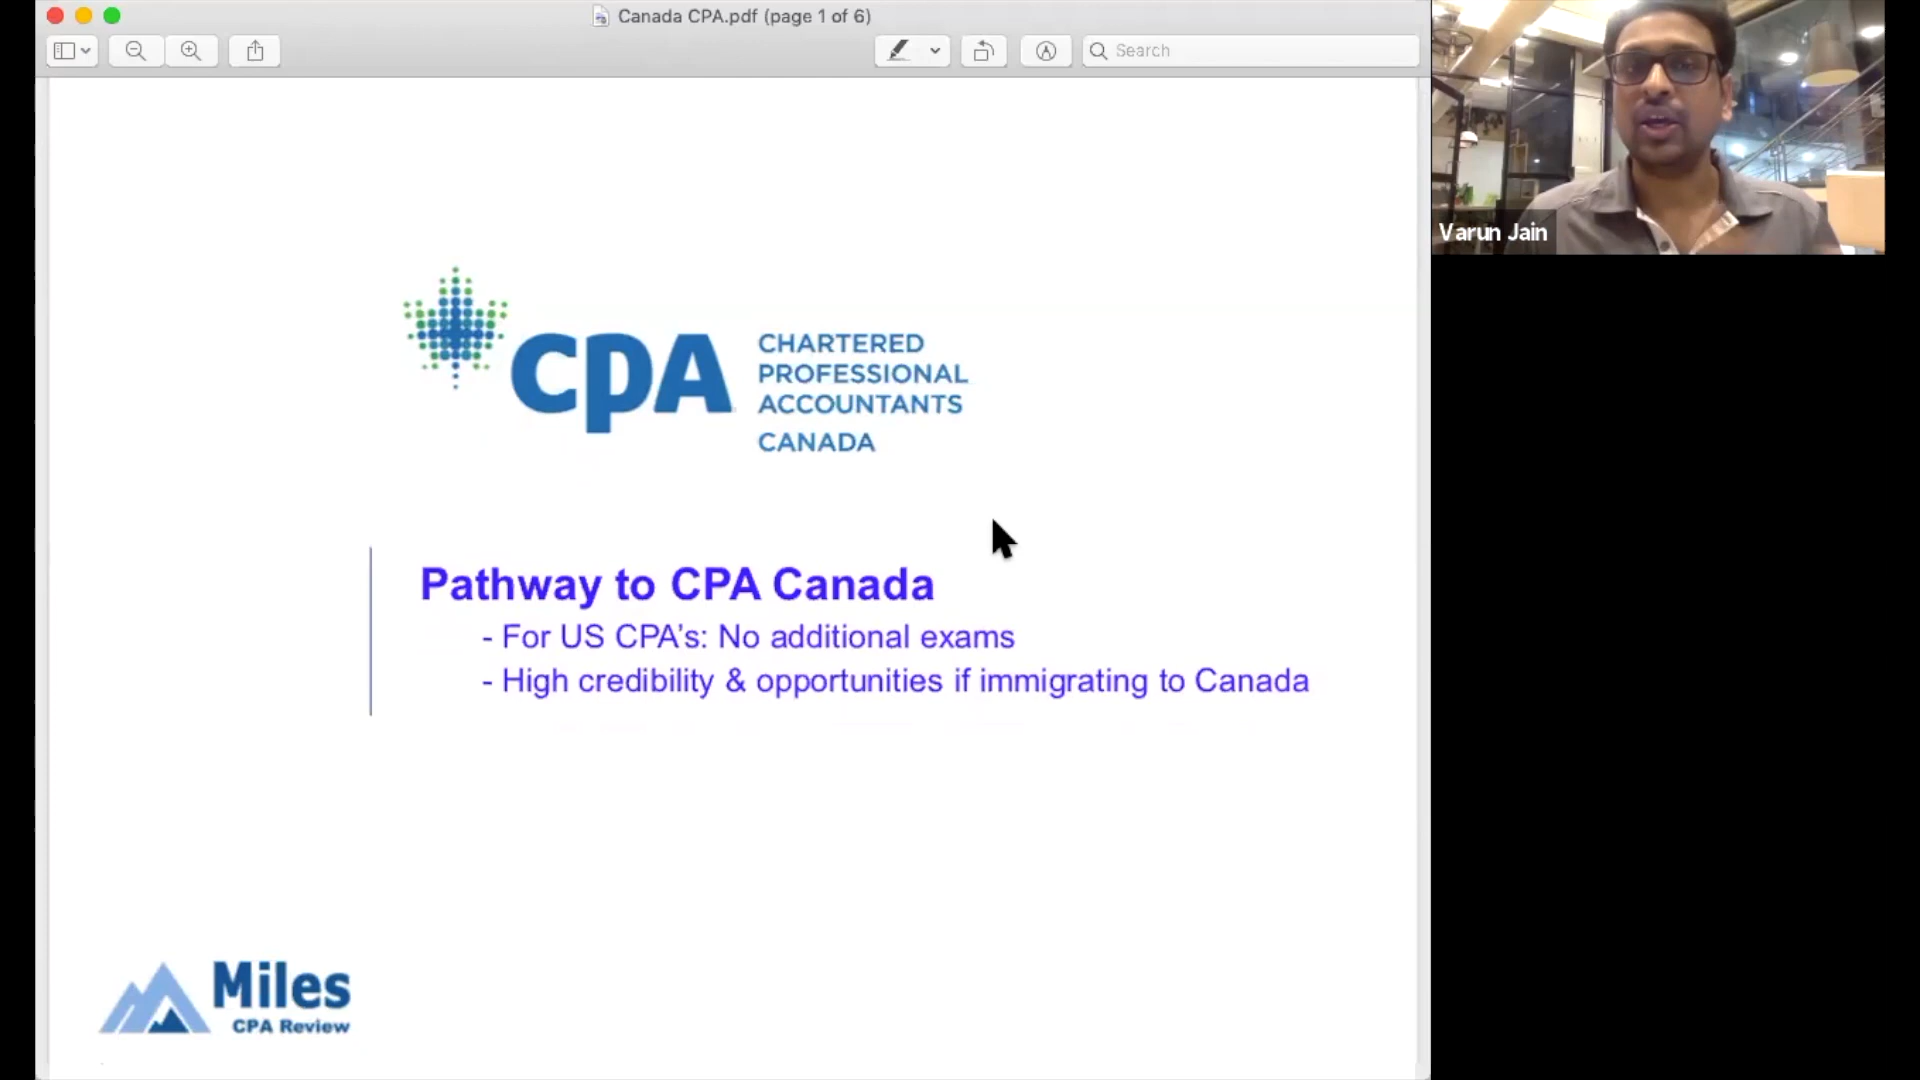 Canada CPA.pdf (page 1 of 6)
Search
Varun Jain
cpa
CHARTERED
PROFESSIONAL
ACCOUNTANTS
CANADA
Pathway to CPA Canada
- For US CPA's: No additional exams
- High credibility & opportunities if immigrating to Canada
Miles
CPA Review